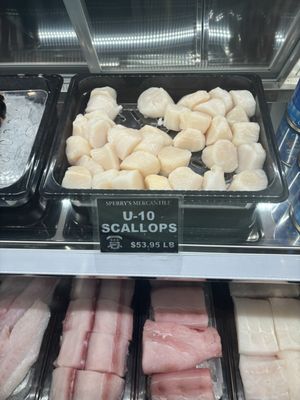 SPERRY'S MERCANTILE
U-10
SCALLOPS
$53.95 LB